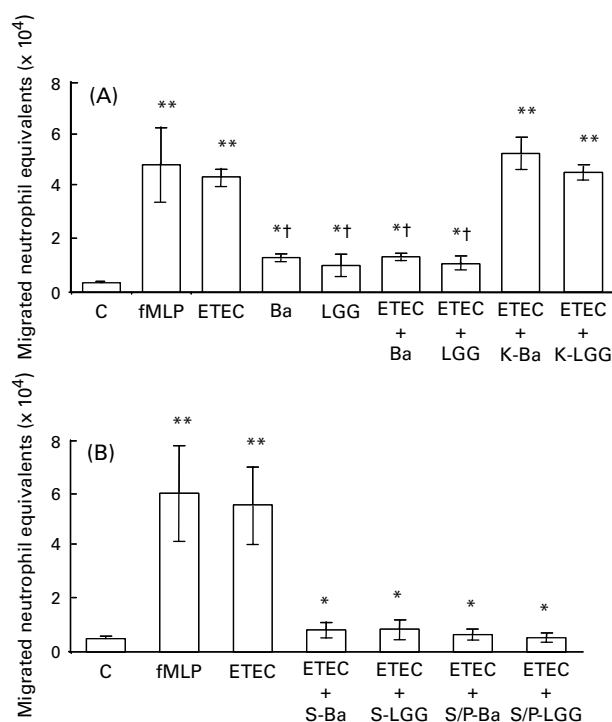 Migrated neutrophil equivalents (x 10⁴)
(A)
8
6
4
2
0
** ** *† *† *† *† ** **
C fMLP ETEC Ba LGG ETEC + Ba ETEC + LGG ETEC + K-Ba ETEC + K-LGG
Migrated neutrophil equivalents (x 10⁴)
(B)
8
6
4
2
0
** ** * * * *
C fMLP ETEC ETEC + S-Ba ETEC + S-LGG ETEC + S/P-Ba ETEC + S/P-LGG